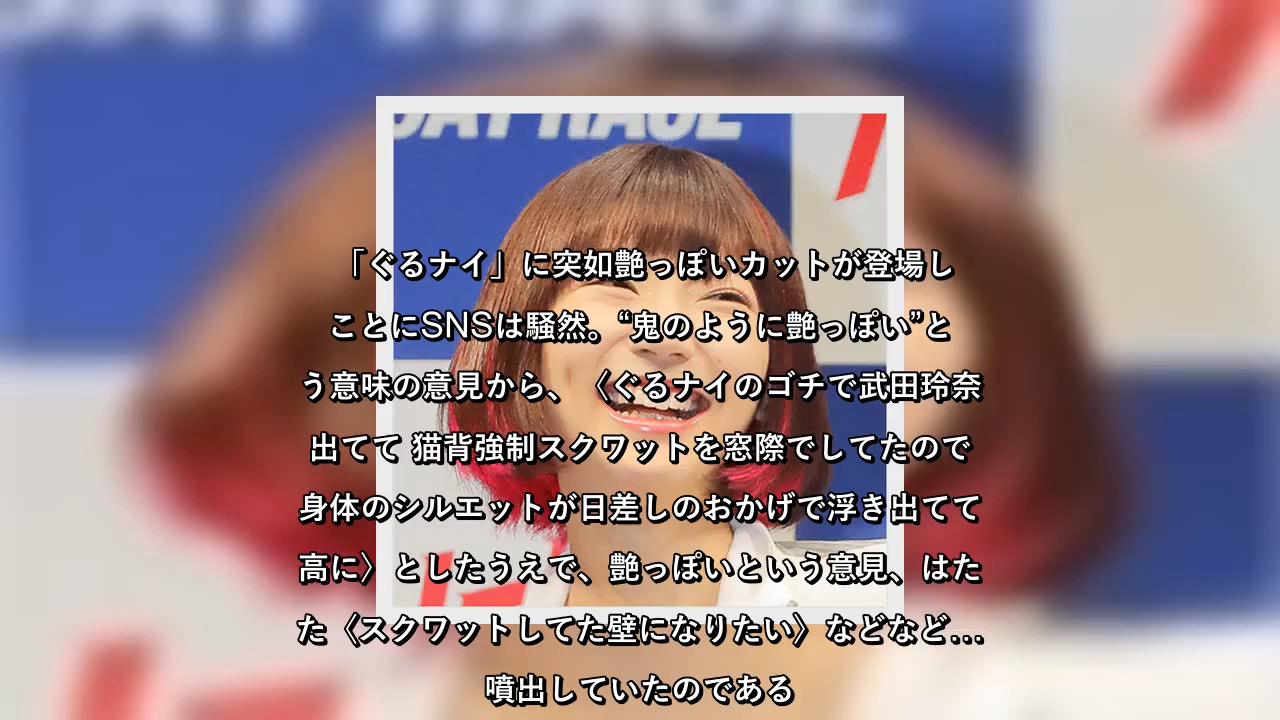 DAY RAGE
「ぐるナイ」に突如艶っぽいカットが登場し
ことにSNSは騒然。“鬼のように艶っぽい”と
う意味の意見から、〈ぐるナイのゴチで武田玲奈
出てて 猫背強制スクワットを窓際でしてたので
身体のシルエットが日差しのおかげで浮き出てて
高に〉としたうえで、艶っぽいという意見、はた
た〈スクワットしてた壁になりたい〉などなど…
噴出していたのである